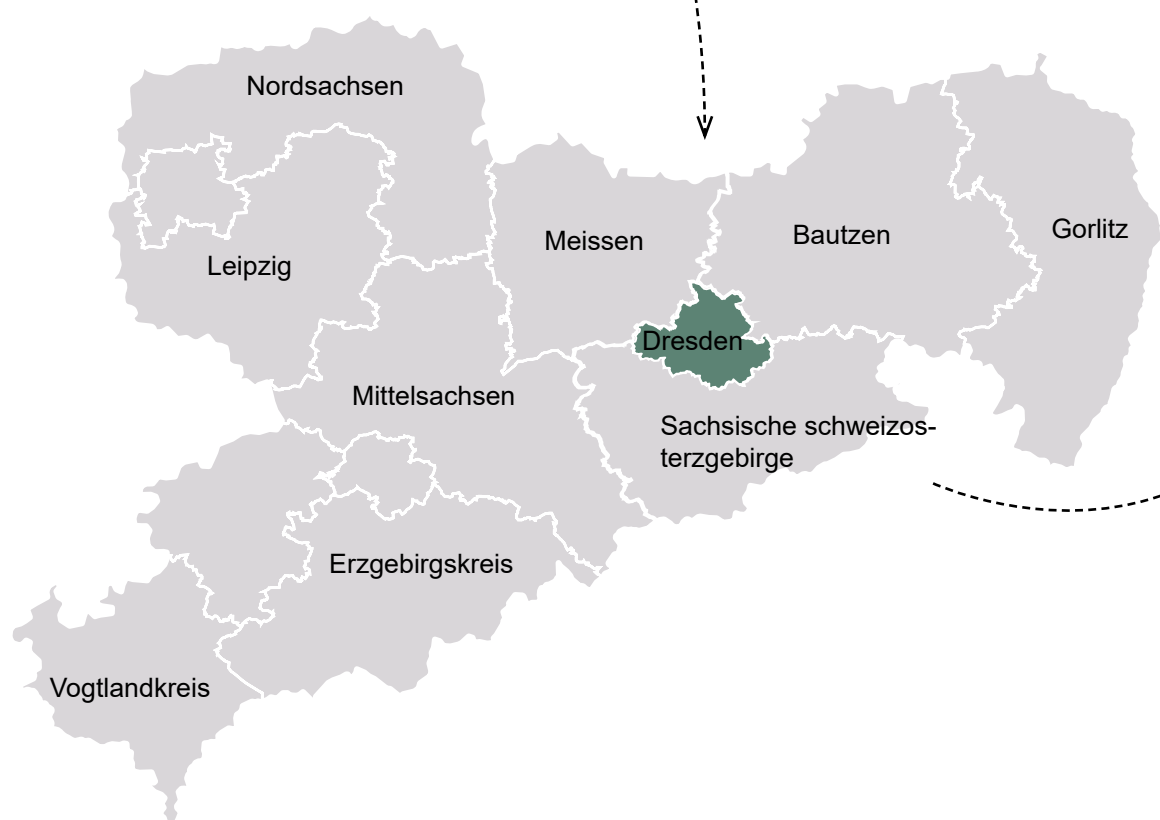 Nordsachsen
Gorlitz
Bautzen
Meissen
Leipzig
Dresden
Mittelsachsen
Sachsische schweizos-
terzgebirge
Erzgebirgskreis
Vogtlandkreis